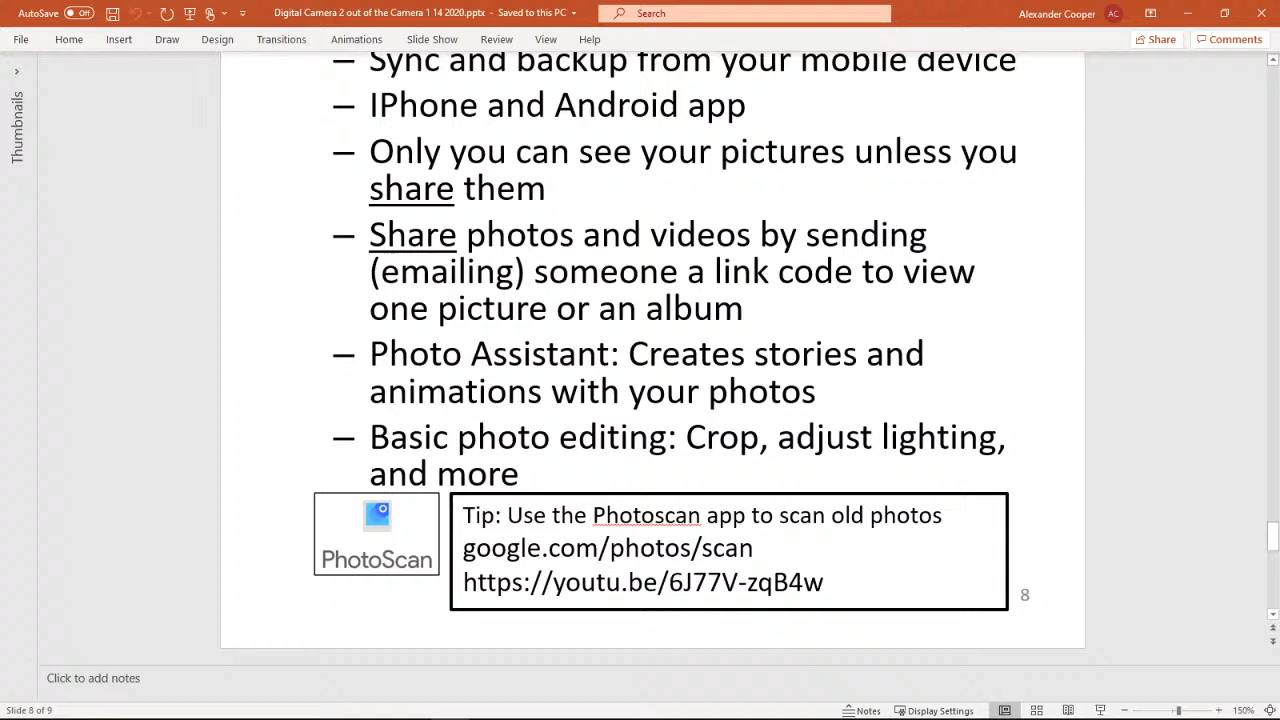 AutoSave Off Digital Camera 2 out of the Camera 1 14 2020.pptx - Saved to this PC Search Alexander Cooper AC
File Home Insert Draw Design Transitions Animations Slide Show Review View Help Share Comments
Thumbnails
– Sync and backup from your mobile device
– IPhone and Android app
– Only you can see your pictures unless you
share them
– Share photos and videos by sending
(emailing) someone a link code to view
one picture or an album
– Photo Assistant: Creates stories and
animations with your photos
– Basic photo editing: Crop, adjust lighting,
and more
PhotoScan
Tip: Use the Photoscan app to scan old photos
google.com/photos/scan
https://youtu.be/6J77V-zqB4w
8
Click to add notes
Slide 8 of 9 Notes Display Settings 150%